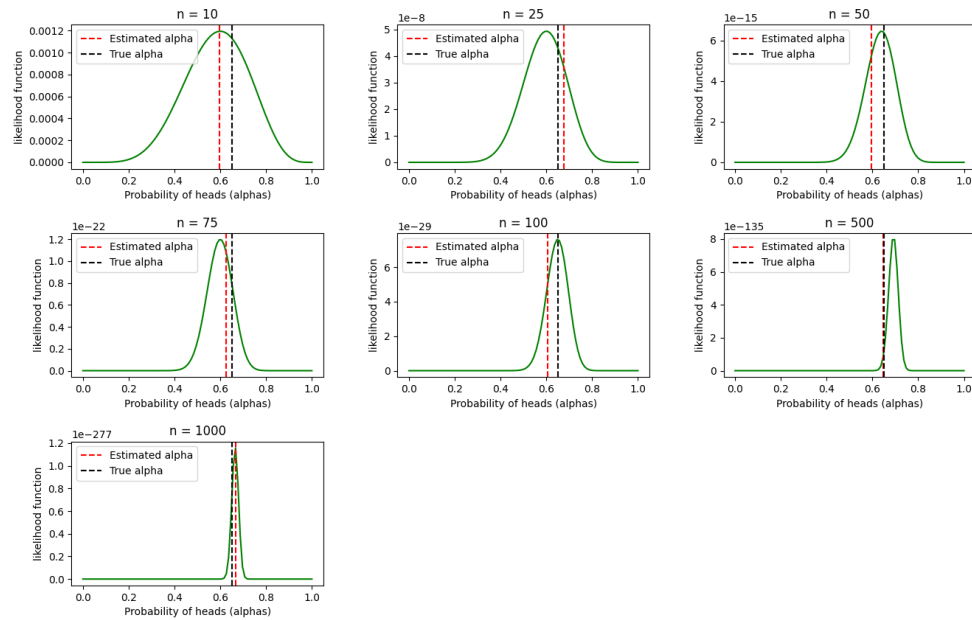 n = 10
0.0012
0.0010
0.0008
0.0006
0.0004
0.0002
0.0000
likelihood function
Estimated alpha
True alpha
0.0 0.2 0.4 0.6 0.8 1.0
Probability of heads (alphas)
1e−8
n = 25
5
4
3
2
1
0
likelihood function
Estimated alpha
True alpha
0.0 0.2 0.4 0.6 0.8 1.0
Probability of heads (alphas)
1e−15
n = 50
6
4
2
0
likelihood function
Estimated alpha
True alpha
0.0 0.2 0.4 0.6 0.8 1.0
Probability of heads (alphas)
1e−22
n = 75
1.2
1.0
0.8
0.6
0.4
0.2
0.0
likelihood function
Estimated alpha
True alpha
0.0 0.2 0.4 0.6 0.8 1.0
Probability of heads (alphas)
1e−29
n = 100
6
4
2
0
likelihood function
Estimated alpha
True alpha
0.0 0.2 0.4 0.6 0.8 1.0
Probability of heads (alphas)
1e−135
n = 500
8
6
4
2
0
likelihood function
Estimated alpha
True alpha
0.0 0.2 0.4 0.6 0.8 1.0
Probability of heads (alphas)
1e−277
n = 1000
1.2
1.0
0.8
0.6
0.4
0.2
0.0
likelihood function
Estimated alpha
True alpha
0.0 0.2 0.4 0.6 0.8 1.0
Probability of heads (alphas)